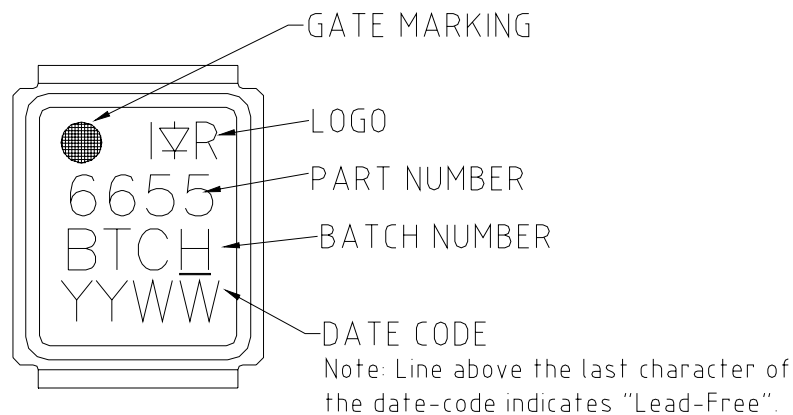 GATE MARKING
IR
LOGO
6655
PART NUMBER
BTCH
BATCH NUMBER
YYWW
DATE CODE
Note: Line above the last character of
the date-code indicates "Lead-Free".